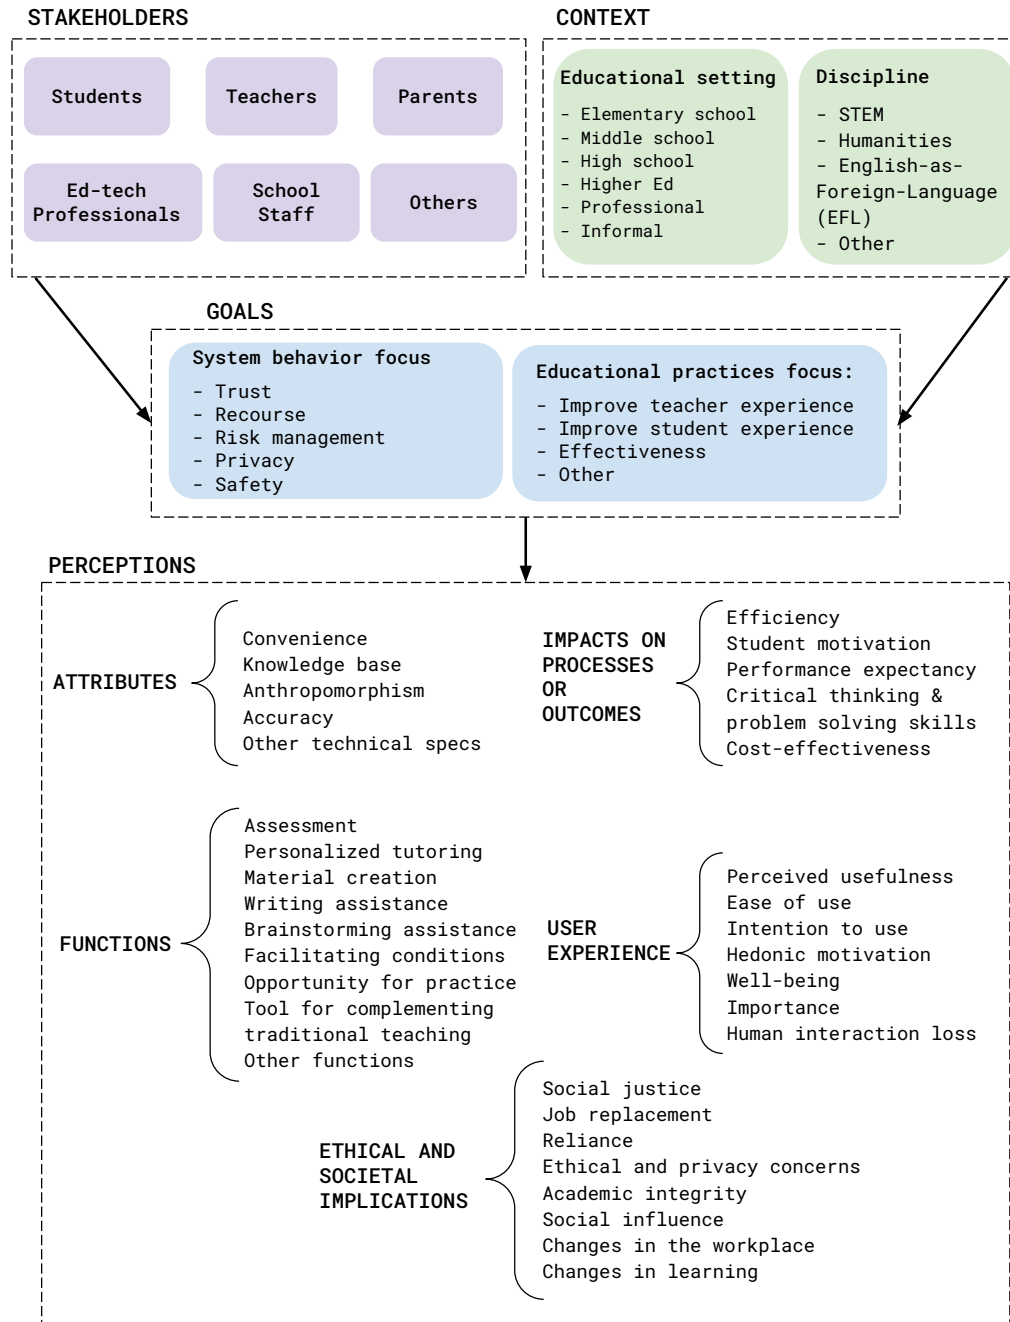 STAKEHOLDERS
Students
Teachers
Parents
Ed-tech
Professionals
School
Staff
Others
CONTEXT
Educational setting
- Elementary school
- Middle school
- High school
- Higher Ed
- Professional
- Informal
Discipline
- STEM
- Humanities
- English-as-
Foreign-Language
(EFL)
- Other
GOALS
System behavior focus
- Trust
- Recourse
- Risk management
- Privacy
- Safety
Educational practices focus:
- Improve teacher experience
- Improve student experience
- Effectiveness
- Other
PERCEPTIONS
ATTRIBUTES
Convenience
Knowledge base
Anthropomorphism
Accuracy
Other technical specs
IMPACTS ON
PROCESSES
OR
OUTCOMES
Efficiency
Student motivation
Performance expectancy
Critical thinking &
problem solving skills
Cost-effectiveness
FUNCTIONS
Assessment
Personalized tutoring
Material creation
Writing assistance
Brainstorming assistance
Facilitating conditions
Opportunity for practice
Tool for complementing
traditional teaching
Other functions
USER
EXPERIENCE
Perceived usefulness
Ease of use
Intention to use
Hedonic motivation
Well-being
Importance
Human interaction loss
ETHICAL AND
SOCIETAL
IMPLICATIONS
Social justice
Job replacement
Reliance
Ethical and privacy concerns
Academic integrity
Social influence
Changes in the workplace
Changes in learning